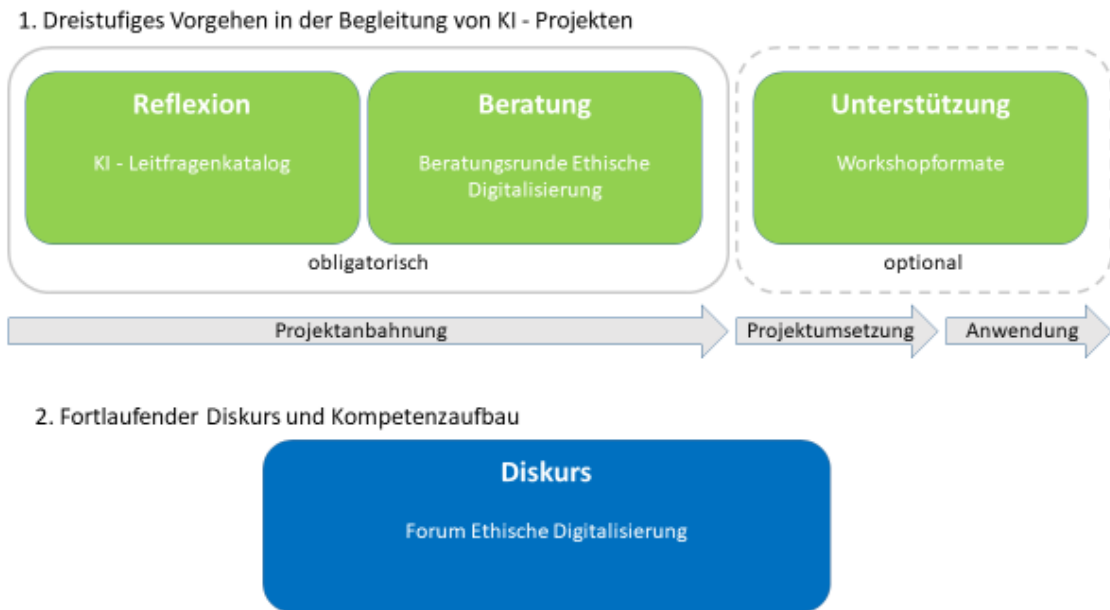 1. Dreistufiges Vorgehen in der Begleitung von KI - Projekten
Reflexion
KI - Leitfragenkatalog
Beratung
Beratungsrunde Ethische
Digitalisierung
obligatorisch
Unterstützung
Workshopformate
optional
Projektanbahnung
Projektumsetzung
Anwendung
2. Fortlaufender Diskurs und Kompetenzaufbau
Diskurs
Forum Ethische Digitalisierung